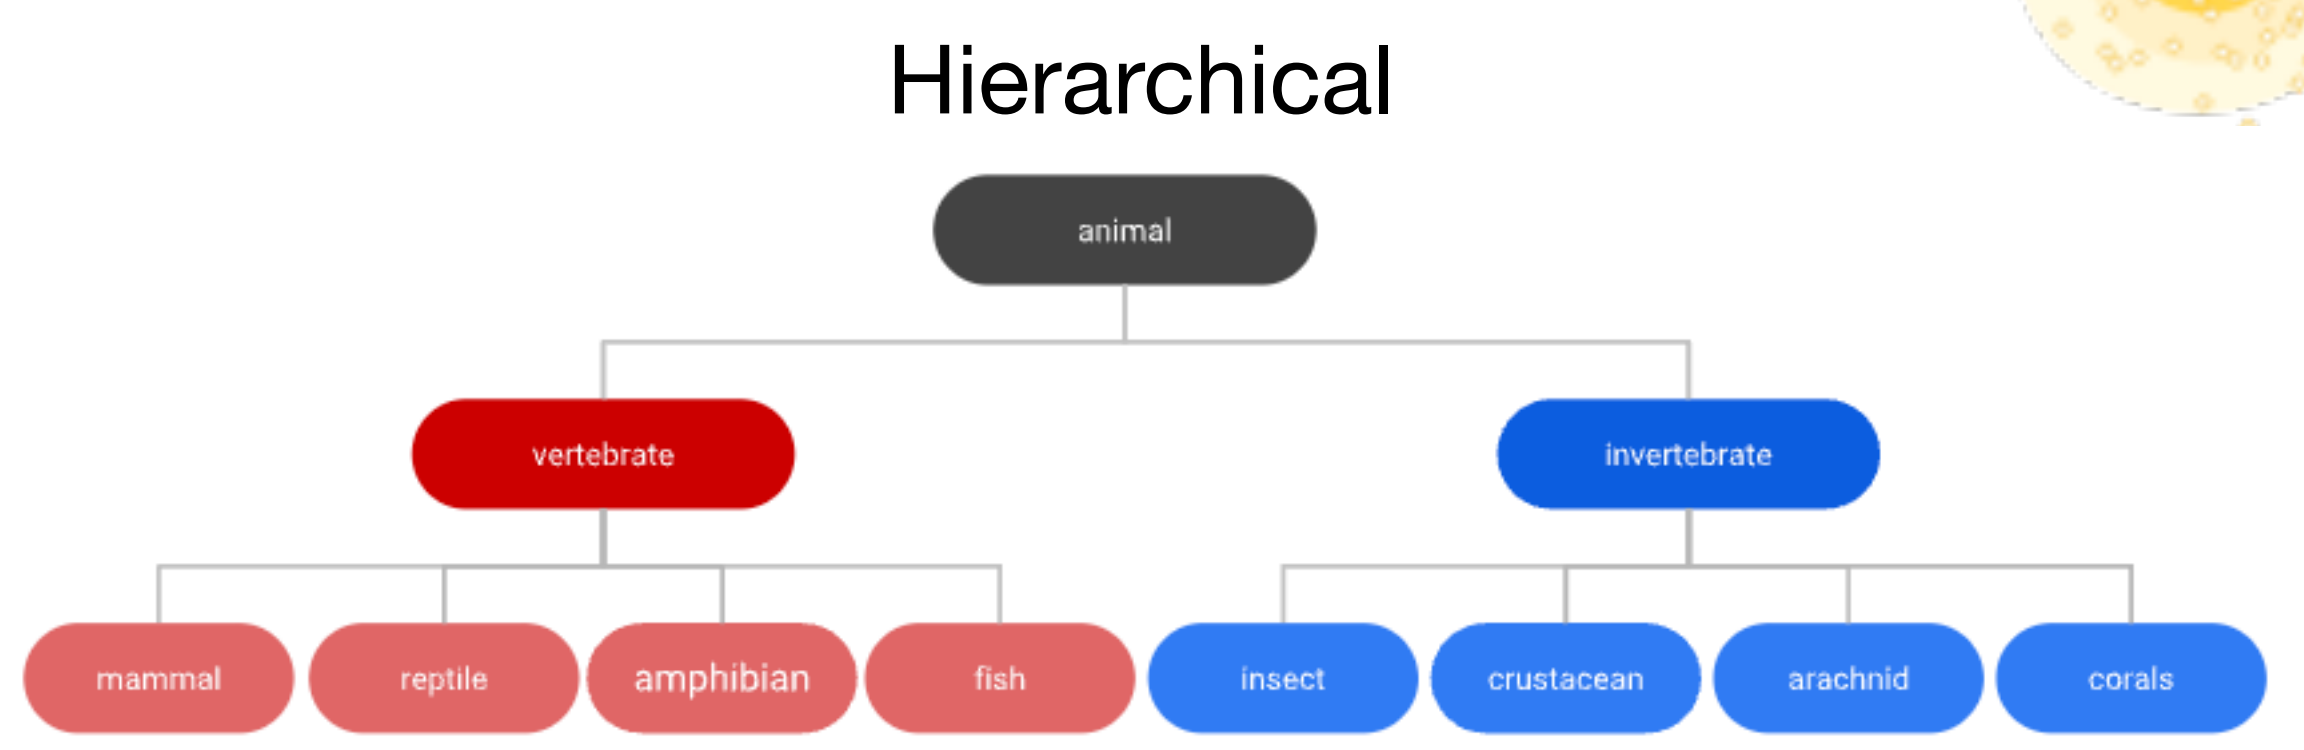 Hierarchical
animal
vertebrate
invertebrate
mammal
reptile
amphibian
fish
insect
crustacean
arachnid
corals